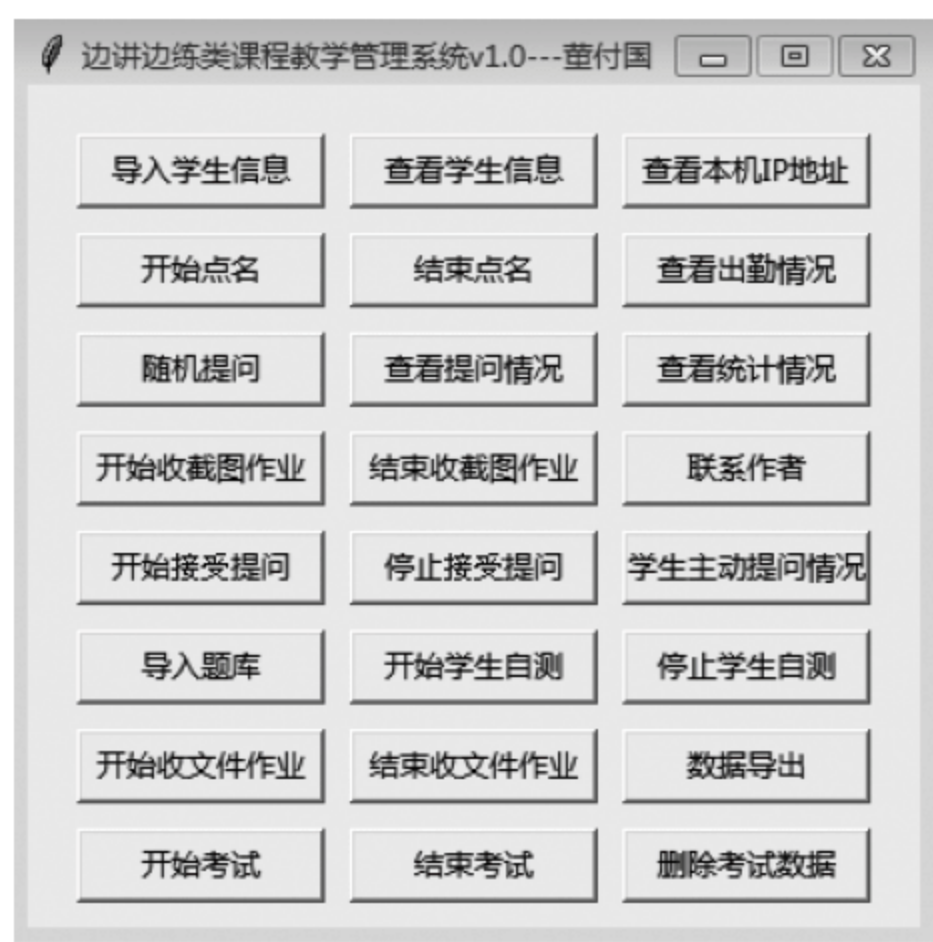 边讲边练类课程教学管理系统v1.0---董付国
导入学生信息 查看学生信息 查看本机IP地址
开始点名 结束点名 查看出勤情况
随机提问 查看提问情况 查看统计情况
开始收截图作业 结束收截图作业 联系作者
开始接受提问 停止接受提问 学生主动提问情况
导入题库 开始学生自测 停止学生自测
开始收文件作业 结束收文件作业 数据导出
开始考试 结束考试 删除考试数据